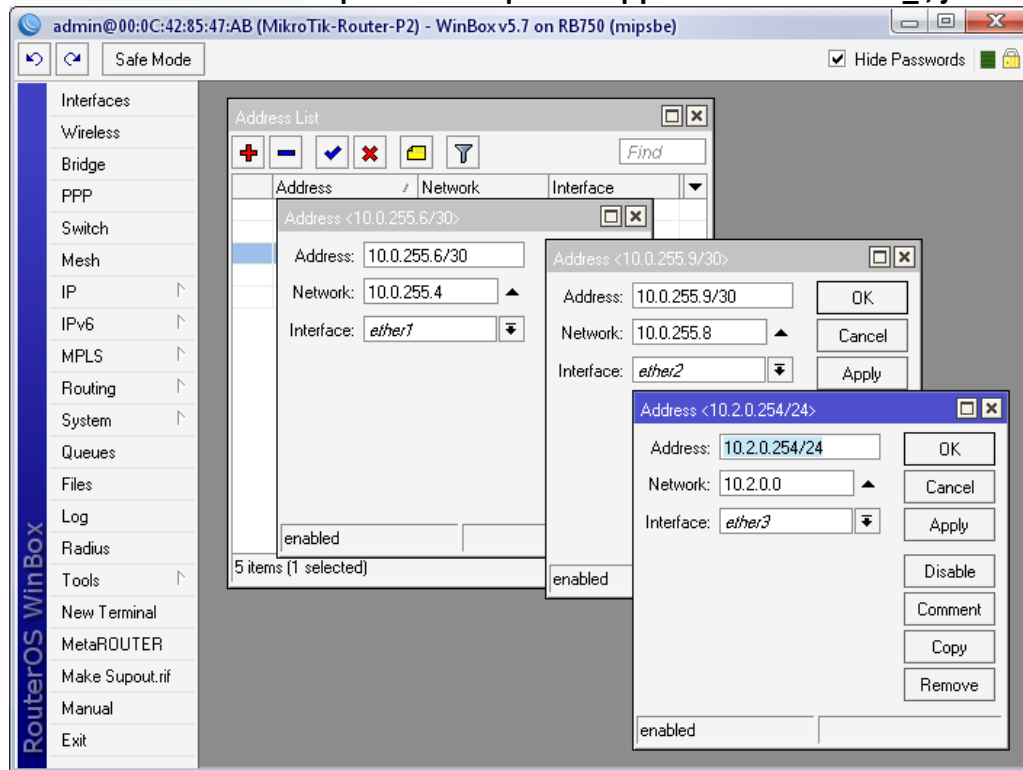 admin@00:0C:42:85:47:AB (MikroTik-Router-P2) - WinBox v5.7 on RB750 (mipsbe)
Safe Mode
Hide Passwords
Interfaces
Wireless
Bridge
PPP
Switch
Mesh
IP
IPv6
MPLS
Routing
System
Queues
Files
Log
Radius
Tools
New Terminal
MetaROUTER
Make Supout.rif
Manual
Exit
RouterOS WinBox
Address List
Find
Address / Network Interface
5 items (1 selected)
Address <10.0.255.6/30>
Address: 10.0.255.6/30
Network: 10.0.255.4
Interface: ether1
enabled
Address <10.0.255.9/30>
Address: 10.0.255.9/30
OK
Network: 10.0.255.8
Cancel
Interface: ether2
Apply
enabled
Address <10.2.0.254/24>
Address: 10.2.0.254/24
OK
Network: 10.2.0.0
Cancel
Interface: ether3
Apply
Disable
Comment
Copy
Remove
enabled